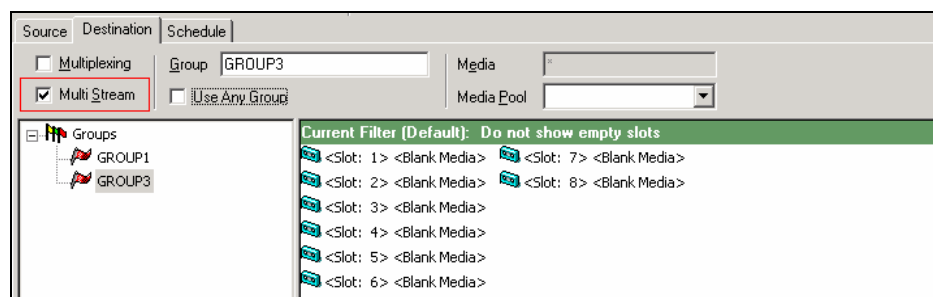 Source Destination Schedule
Multiplexing Group GROUP3 Media *
Multi Stream Use Any Group Media Pool
Groups
GROUP1
GROUP3
Current Filter (Default): Do not show empty slots
<Slot: 1> <Blank Media> <Slot: 7> <Blank Media>
<Slot: 2> <Blank Media> <Slot: 8> <Blank Media>
<Slot: 3> <Blank Media>
<Slot: 4> <Blank Media>
<Slot: 5> <Blank Media>
<Slot: 6> <Blank Media>